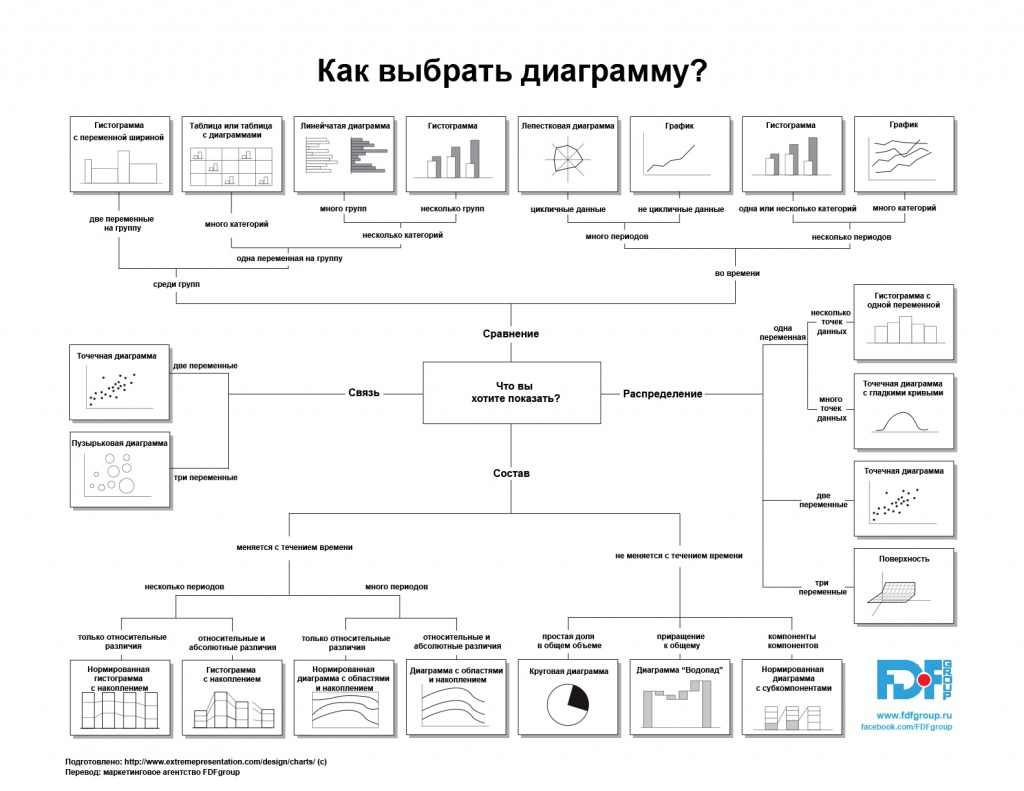 Как выбрать диаграмму?
Гистограмма
с переменной шириной
Таблица или таблица
с диаграммами
Линейчатая диаграмма
Гистограмма
Лепестковая диаграмма
График
Гистограмма
График
две переменные
на группу
много категорий
много групп
несколько групп
цикличные данные
не цикличные данные
одна или несколько категорий
много категорий
несколько категорий
много периодов
несколько периодов
одна переменная на группу
во времени
среди групп
Сравнение
Гистограмма с
одной переменной
несколько
точек
данных
одна
переменная
Точечная диаграмма
две переменные
Связь
Что вы
хотите показать?
Распределение
Точечная диаграмма
с гладкими кривыми
много
точек
данных
Пузырьковая диаграмма
три переменные
Состав
Точечная диаграмма
две
переменные
Поверхность
три
переменные
меняется с течением времени
не меняется с течением времени
несколько периодов
много периодов
только относительные
различия
относительные и
абсолютные различия
только относительные
различия
относительные и
абсолютные различия
простая доля
в общем объеме
приращение
к общему
компоненты
компонентов
Нормированная
гистограмма
с накоплением
Гистограмма
с накоплением
Нормированная
диаграмма с областями
и накоплением
Диаграмма с областями
и накоплением
Круговая диаграмма
Диаграмма “Водопад”
Нормированная
диаграмма
с субкомпонентами
FDF GROUP
www.fdfgroup.ru
facebook.com/FDFgroup
Подготовлено: http://www.extremepresentation.com/design/charts/ (c)
Перевод: маркетинговое агентство FDFgroup